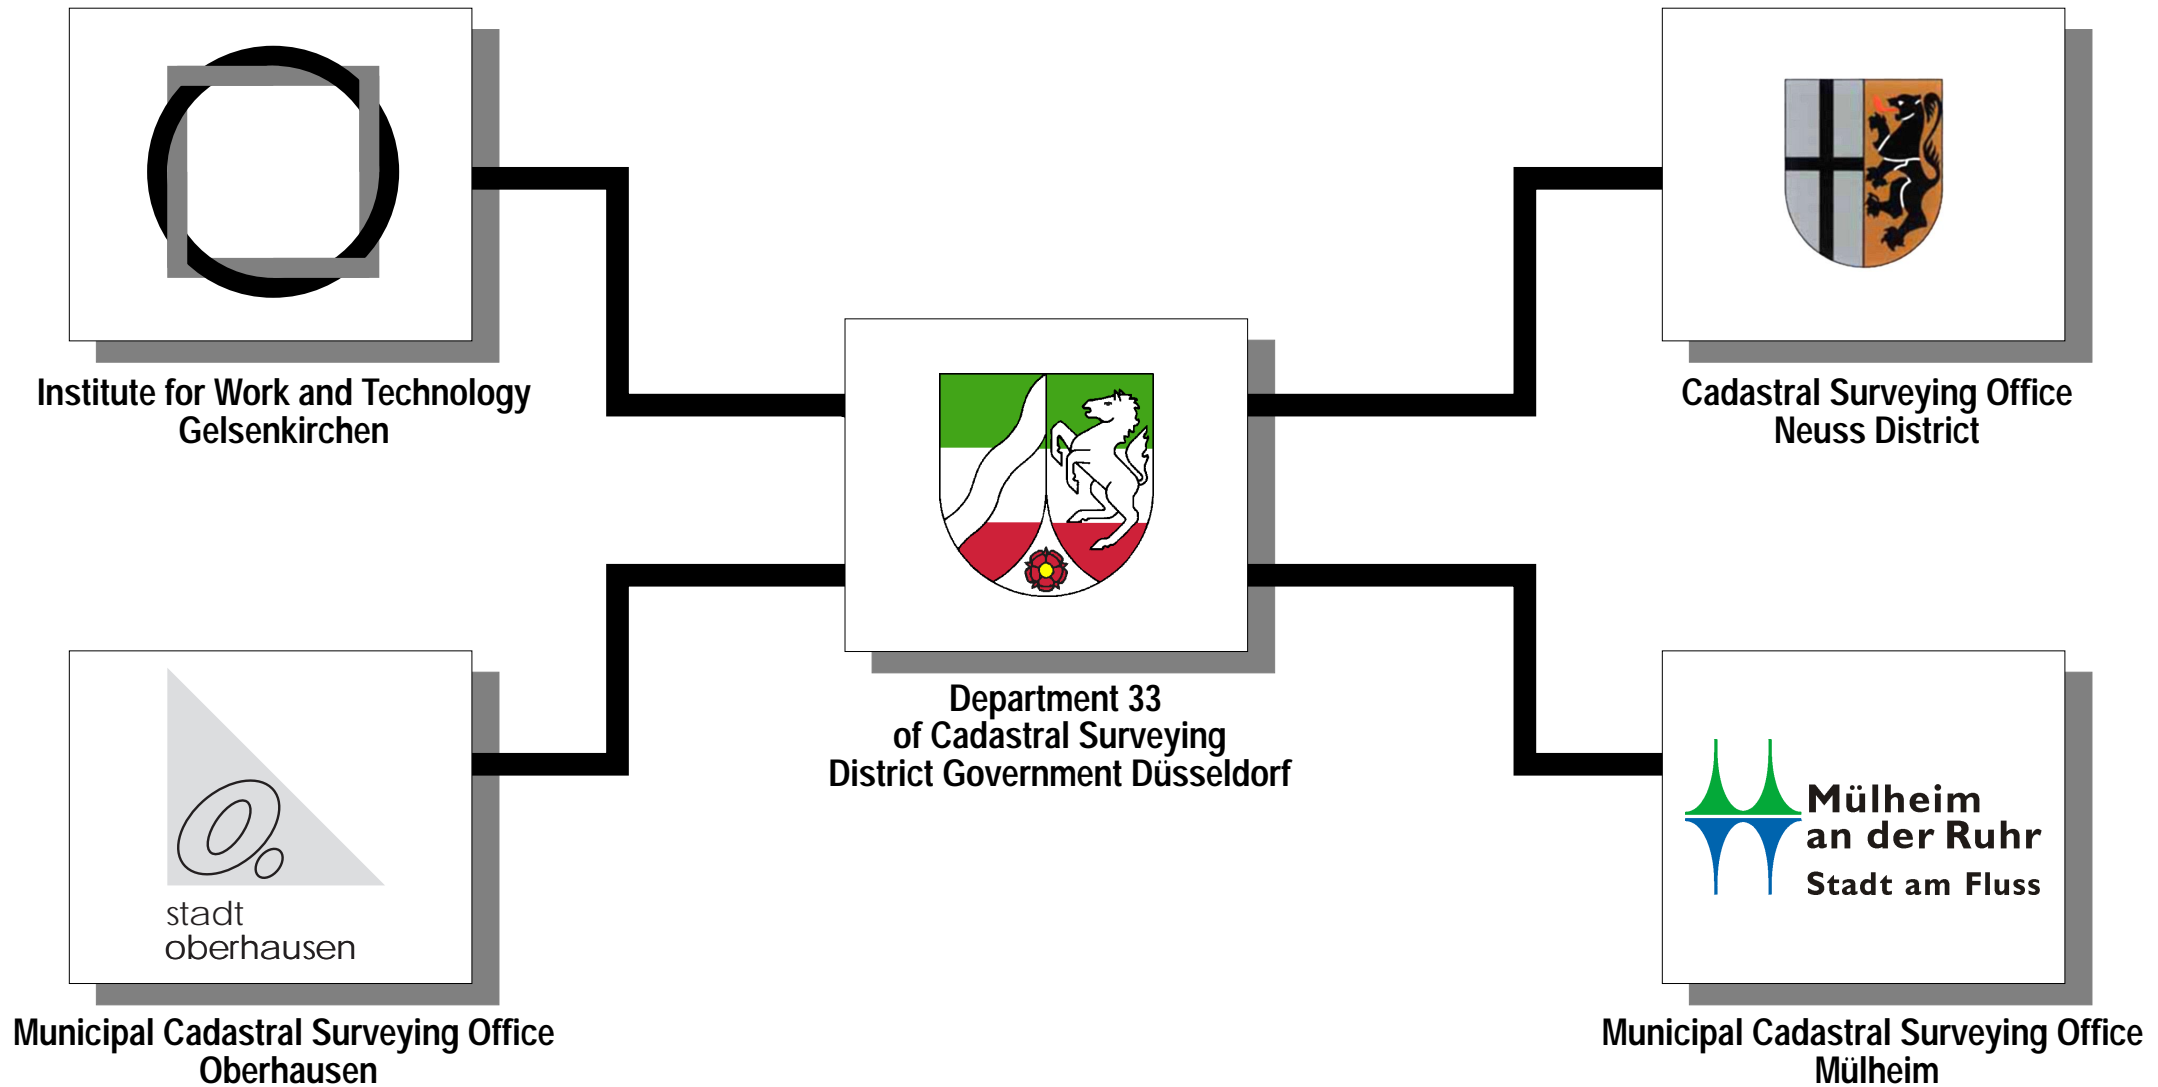 Institute for Work and Technology
Gelsenkirchen
Cadastral Surveying Office
Neuss District
Department 33
of Cadastral Surveying
District Government Düsseldorf
stadt
oberhausen
Municipal Cadastral Surveying Office
Oberhausen
Mülheim
an der Ruhr
Stadt am Fluss
Municipal Cadastral Surveying Office
Mülheim